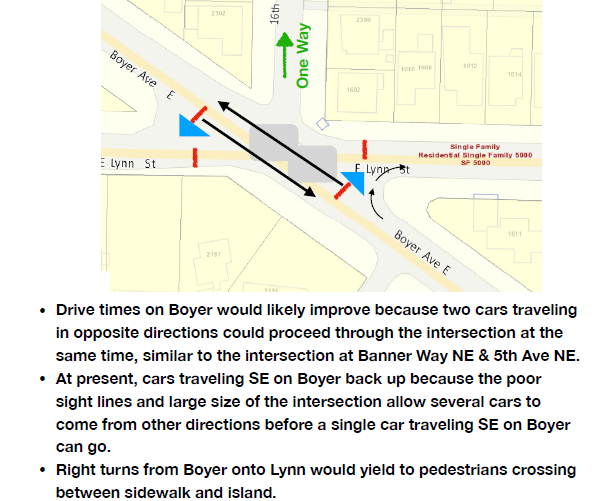 2302
16th
2306
One Way
Boyer Ave E
1610 1608
1612
1614
1602
Single Family
Residential Single Family 5000
SF 5000
E Lynn St
E Lynn St
Boyer Ave E
1611
2187
• Drive times on Boyer would likely improve because two cars traveling
in opposite directions could proceed through the intersection at the
same time, similar to the intersection at Banner Way NE & 5th Ave NE.
• At present, cars traveling SE on Boyer back up because the poor
sight lines and large size of the intersection allow several cars to
come from other directions before a single car traveling SE on Boyer
can go.
• Right turns from Boyer onto Lynn would yield to pedestrians crossing
between sidewalk and island.